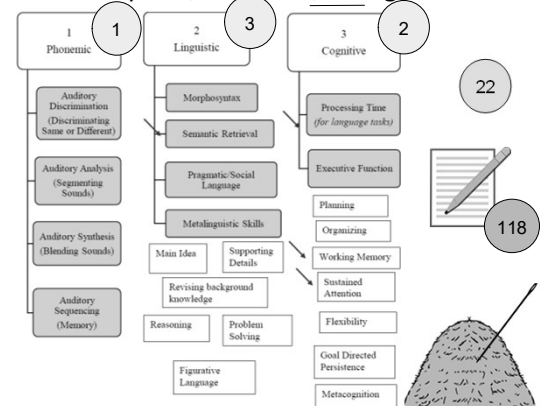 1
Phonemic
1
Auditory
Discrimination
(Discriminating
Same or Different)
Auditory Analysis
(Segmenting
Sounds)
Auditory Synthesis
(Blending Sounds)
Auditory
Sequencing
(Memory)
2
Linguistic
3
Morphosyntax
Semantic Retrieval
Pragmatic/Social
Language
Metalinguistic Skills
Main Idea
Supporting
Details
Revising background
knowledge
Reasoning
Problem
Solving
Figurative
Language
3
Cognitive
2
Processing Time
(for language tasks)
Executive Function
Planning
Organizing
Working Memory
Sustained
Attention
Flexibility
Goal Directed
Persistence
Metacognition
22
118